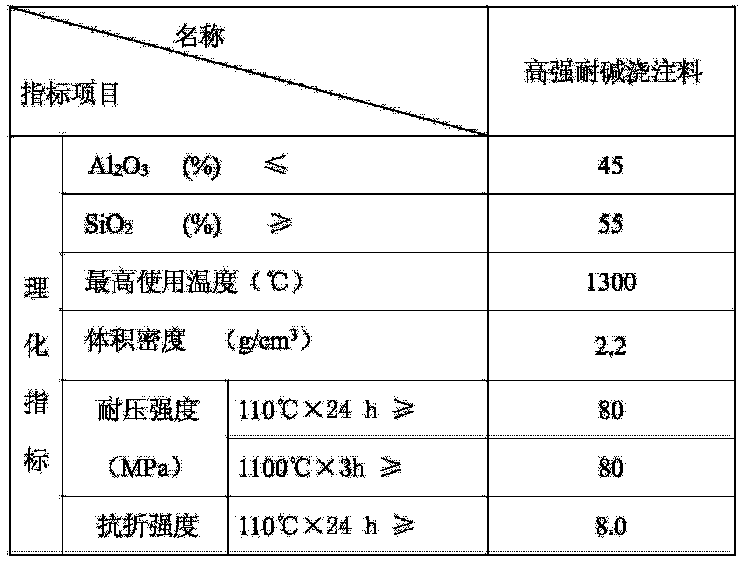 名称
指标项目
高强耐碱浇注料
理化指标
Al₂O₃ (%) ≤ 45
SiO₂ (%) ≥ 55
最高使用温度（℃） 1300
体积密度 （g/cm³） 2.2
耐压强度 110℃×24 h ≥ 80
（MPa） 1100℃×3h ≥ 80
抗折强度 110℃×24 h ≥ 8.0